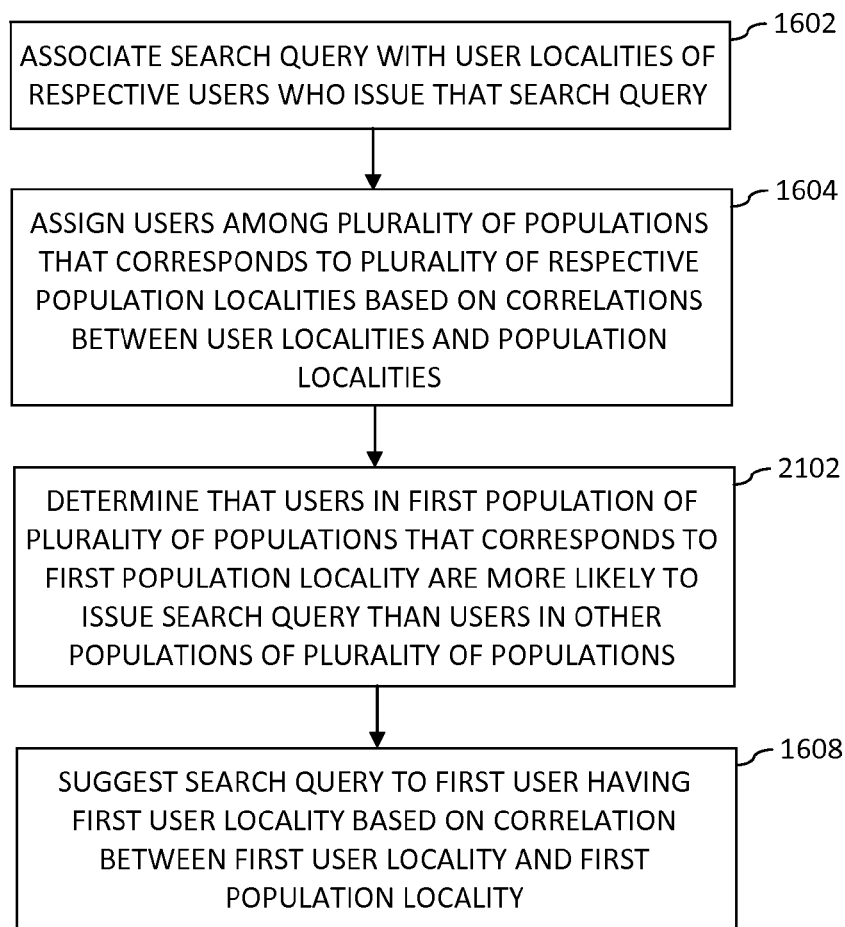 1602
ASSOCIATE SEARCH QUERY WITH USER LOCALITIES OF
RESPECTIVE USERS WHO ISSUE THAT SEARCH QUERY
1604
ASSIGN USERS AMONG PLURALITY OF POPULATIONS
THAT CORRESPONDS TO PLURALITY OF RESPECTIVE
POPULATION LOCALITIES BASED ON CORRELATIONS
BETWEEN USER LOCALITIES AND POPULATION
LOCALITIES
2102
DETERMINE THAT USERS IN FIRST POPULATION OF
PLURALITY OF POPULATIONS THAT CORRESPONDS TO
FIRST POPULATION LOCALITY ARE MORE LIKELY TO
ISSUE SEARCH QUERY THAN USERS IN OTHER
POPULATIONS OF PLURALITY OF POPULATIONS
1608
SUGGEST SEARCH QUERY TO FIRST USER HAVING
FIRST USER LOCALITY BASED ON CORRELATION
BETWEEN FIRST USER LOCALITY AND FIRST
POPULATION LOCALITY